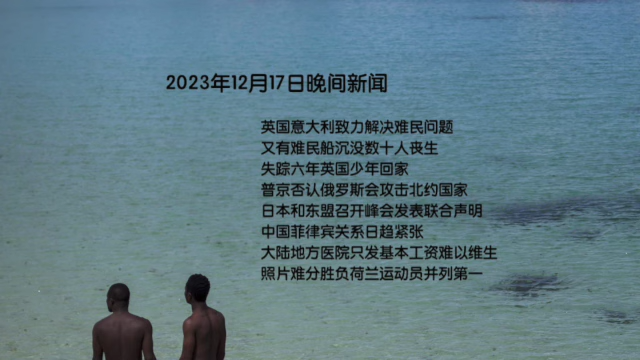 2023年12月17日晚间新闻
英国意大利致力解决难民问题
又有难民船沉没数十人丧生
失踪六年英国少年回家
普京否认俄罗斯会攻击北约国家
日本和东盟召开峰会发表联合声明
中国菲律宾关系日趋紧张
大陆地方医院只发基本工资难以维生
照片难分胜负荷兰运动员并列第一